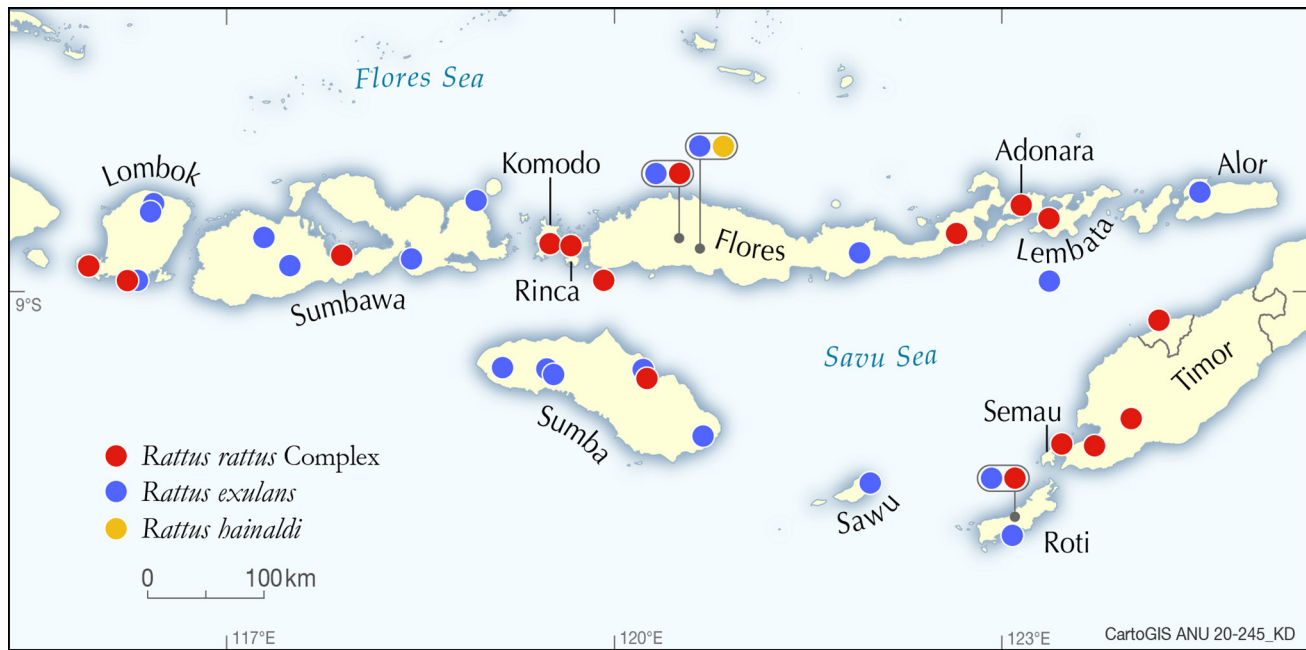 Flores Sea
Lombok
Komodo
Adonara
Alor
Flores
Lembata
Rinca
Sumbawa
9°S
Savu Sea
Timor
Sumba
Semau
Rattus rattus Complex
Rattus exulans
Rattus hainaldi
Sawu
Roti
0 100km
117°E
120°E
123°E
CartoGIS ANU 20-245_KD